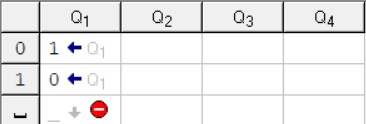 Q₁ Q₂ Q₃ Q₄
0 1 ← Q₁
1 0 ← Q₁
⎵ _ ↓